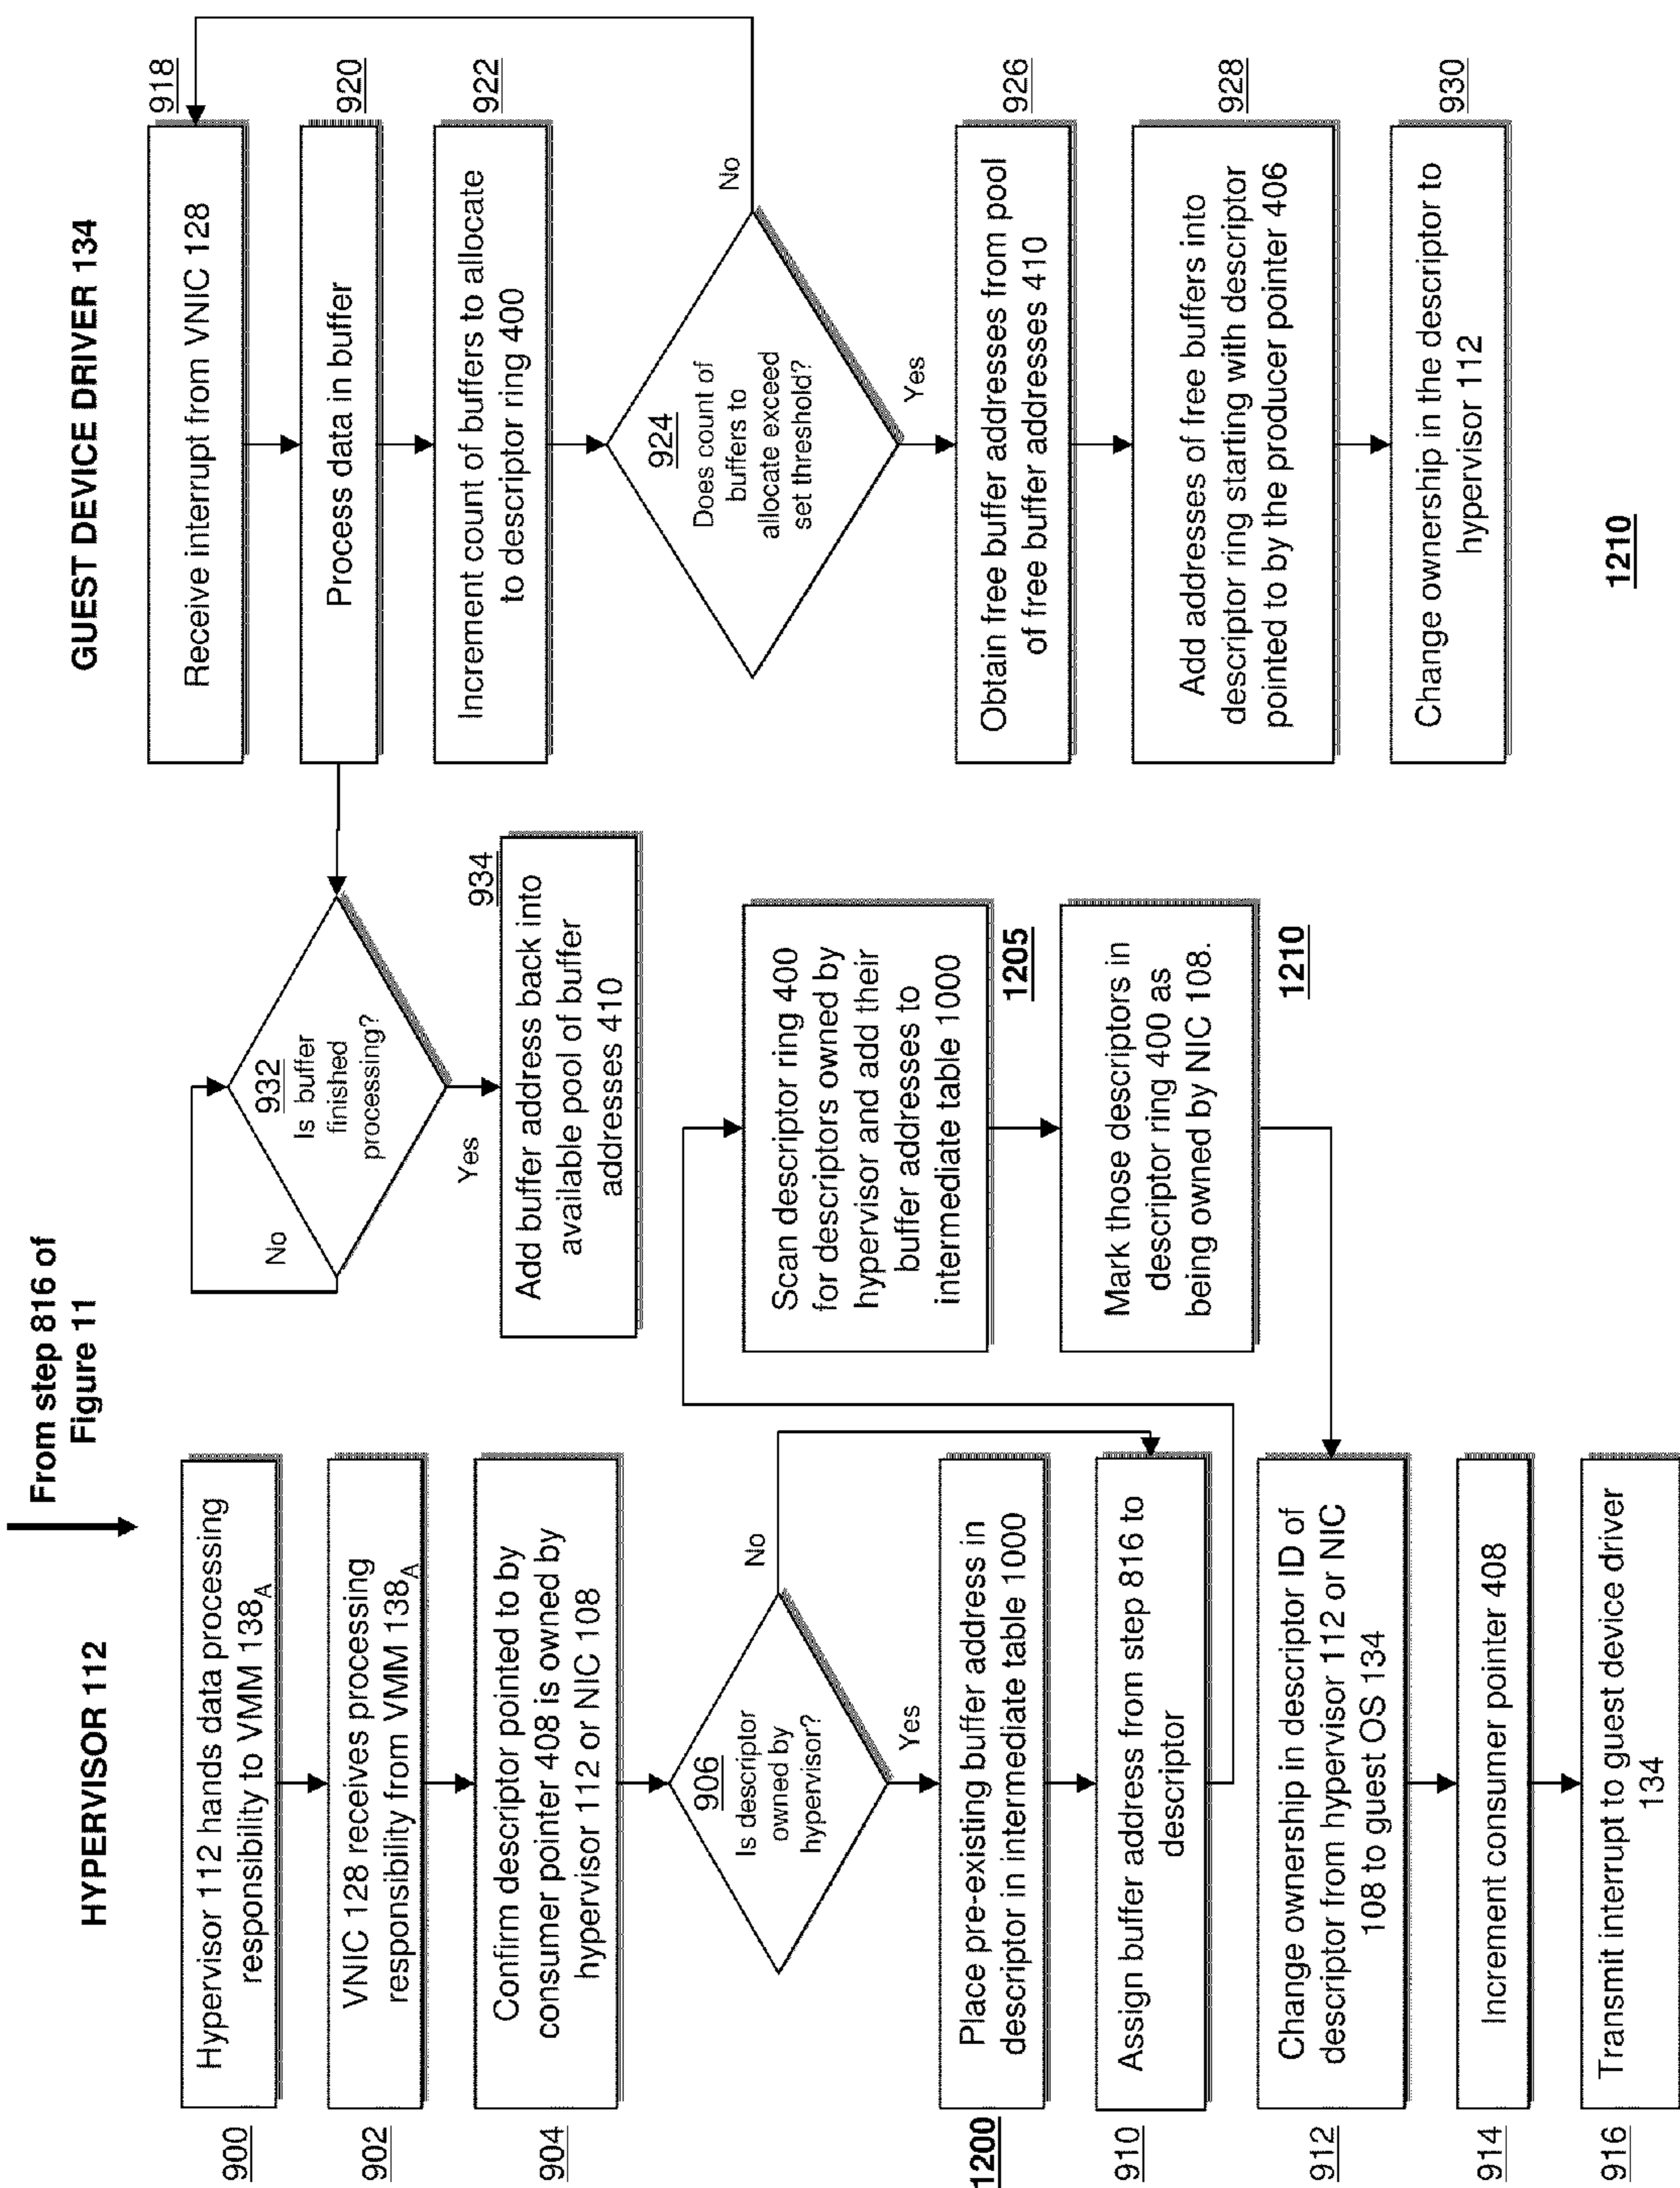 From step 816 of
Figure 11
HYPERVISOR 112
900
Hypervisor 112 hands data processing
responsibility to VMM 138A
902
VNIC 128 receives processing
responsibility from VMM 138A
904
Confirm descriptor pointed to by
consumer pointer 408 is owned by
hypervisor 112 or NIC 108
906
Is descriptor
owned by
hypervisor?
No
Yes
1200
Place pre-existing buffer address in
descriptor in intermediate table 1000
910
Assign buffer address from step 816 to
descriptor
912
Change ownership in descriptor ID of
descriptor from hypervisor 112 or NIC
108 to guest OS 134
914
Increment consumer pointer 408
916
Transmit interrupt to guest device driver
134
932
Is buffer
finished
processing?
No
Yes
934
Add buffer address back into
available pool of buffer
addresses 410
Scan descriptor ring 400
for descriptors owned by
hypervisor and add their
buffer addresses to
intermediate table 1000
1205
Mark those descriptors in
descriptor ring 400 as
being owned by NIC 108.
1210
GUEST DEVICE DRIVER 134
Receive interrupt from VNIC 128
918
Process data in buffer
920
Increment count of buffers to allocate
to descriptor ring 400
922
924
Does count of
buffers to
allocate exceed
set threshold?
No
Yes
Obtain free buffer addresses from pool
of free buffer addresses 410
926
Add addresses of free buffers into
descriptor ring starting with descriptor
pointed to by the producer pointer 406
928
Change ownership in the descriptor to
hypervisor 112
930
1210